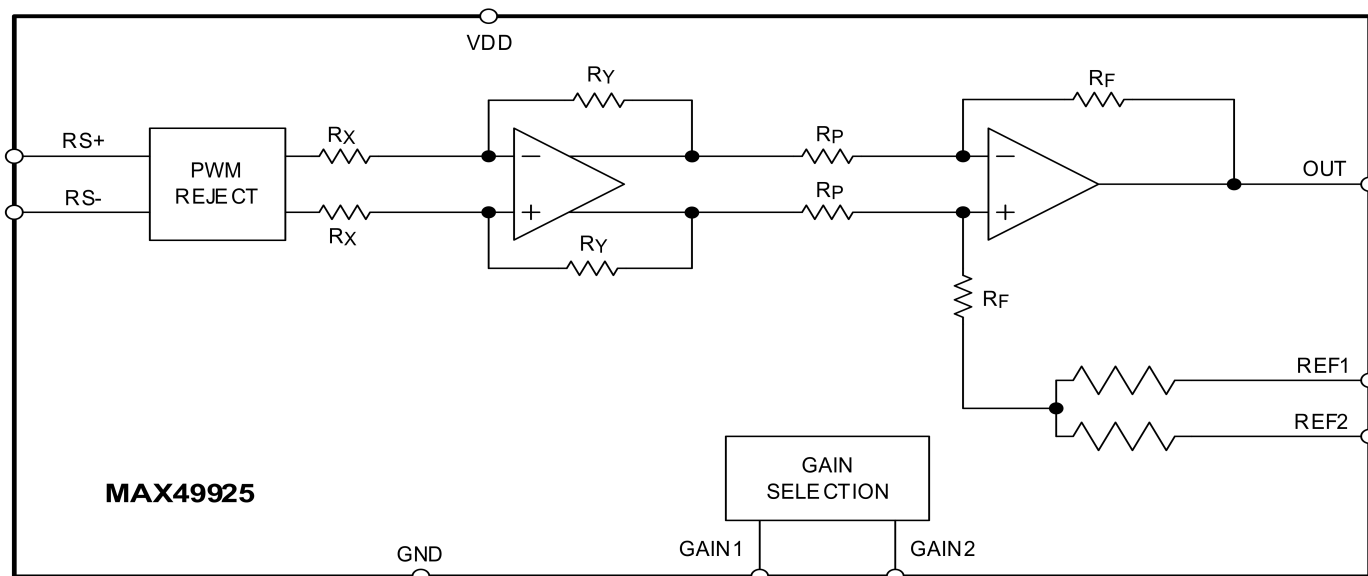 VDD
RY
RF
RS+
RX
RP
PWM
REJECT
OUT
RS-
RX
RP
RY
RF
REF1
REF2
GAIN
SELECTION
MAX49925
GND
GAIN1
GAIN2